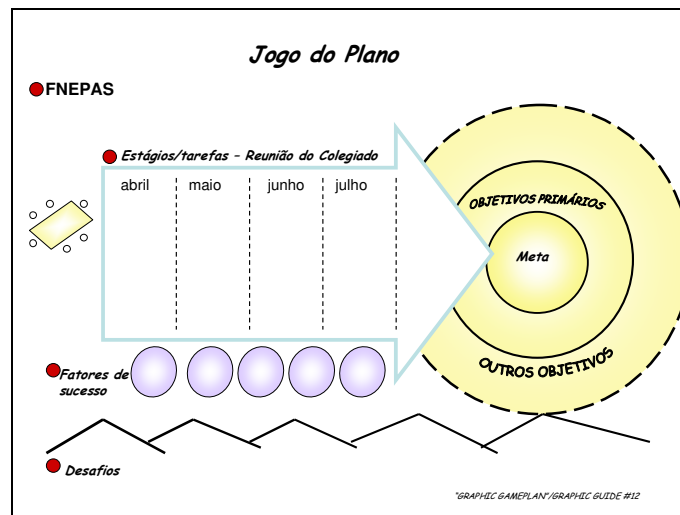 Jogo do Plano
FNEPAS
Estágios/tarefas – Reunião do Colegiado
abril
maio
junho
julho
OBJETIVOS PRIMÁRIOS
Meta
OUTROS OBJETIVOS
Fatores de
sucesso
Desafios
"GRAPHIC GAMEPLAN"/GRAPHIC GUIDE #12